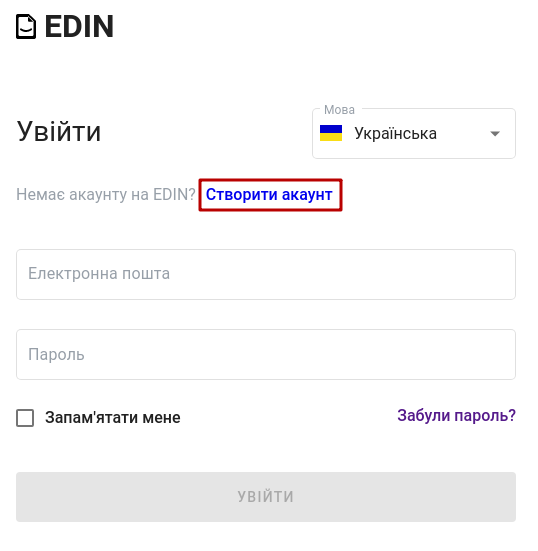 EDIN
Мова
Увійти
Українська
Немає акаунту на EDIN? Створити акаунт
Електронна пошта
Пароль
Запам'ятати мене
Забули пароль?
УВІЙТИ